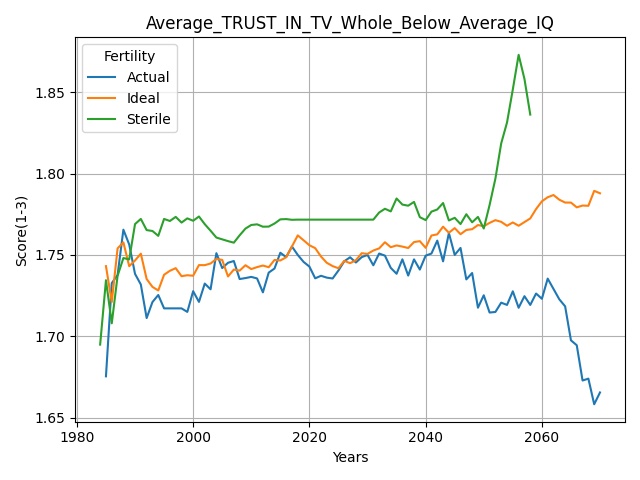 Average_TRUST_IN_TV_Whole_Below_Average_IQ
Fertility
Actual
Ideal
Sterile
Score(1-3)
1.85
1.80
1.75
1.70
1.65
1980
2000
2020
2040
2060
Years